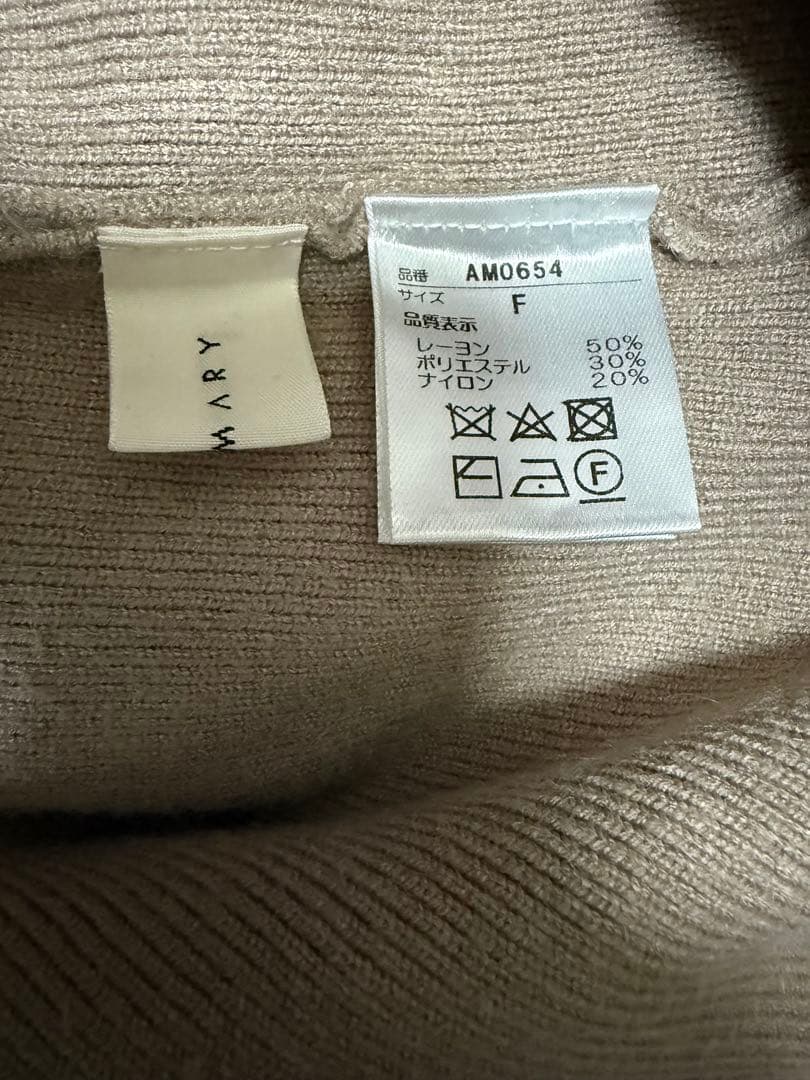 MARY
品番 AM0654
サイズ F
品質表示
レーヨン 50%
ポリエステル 30%
ナイロン 20%
F